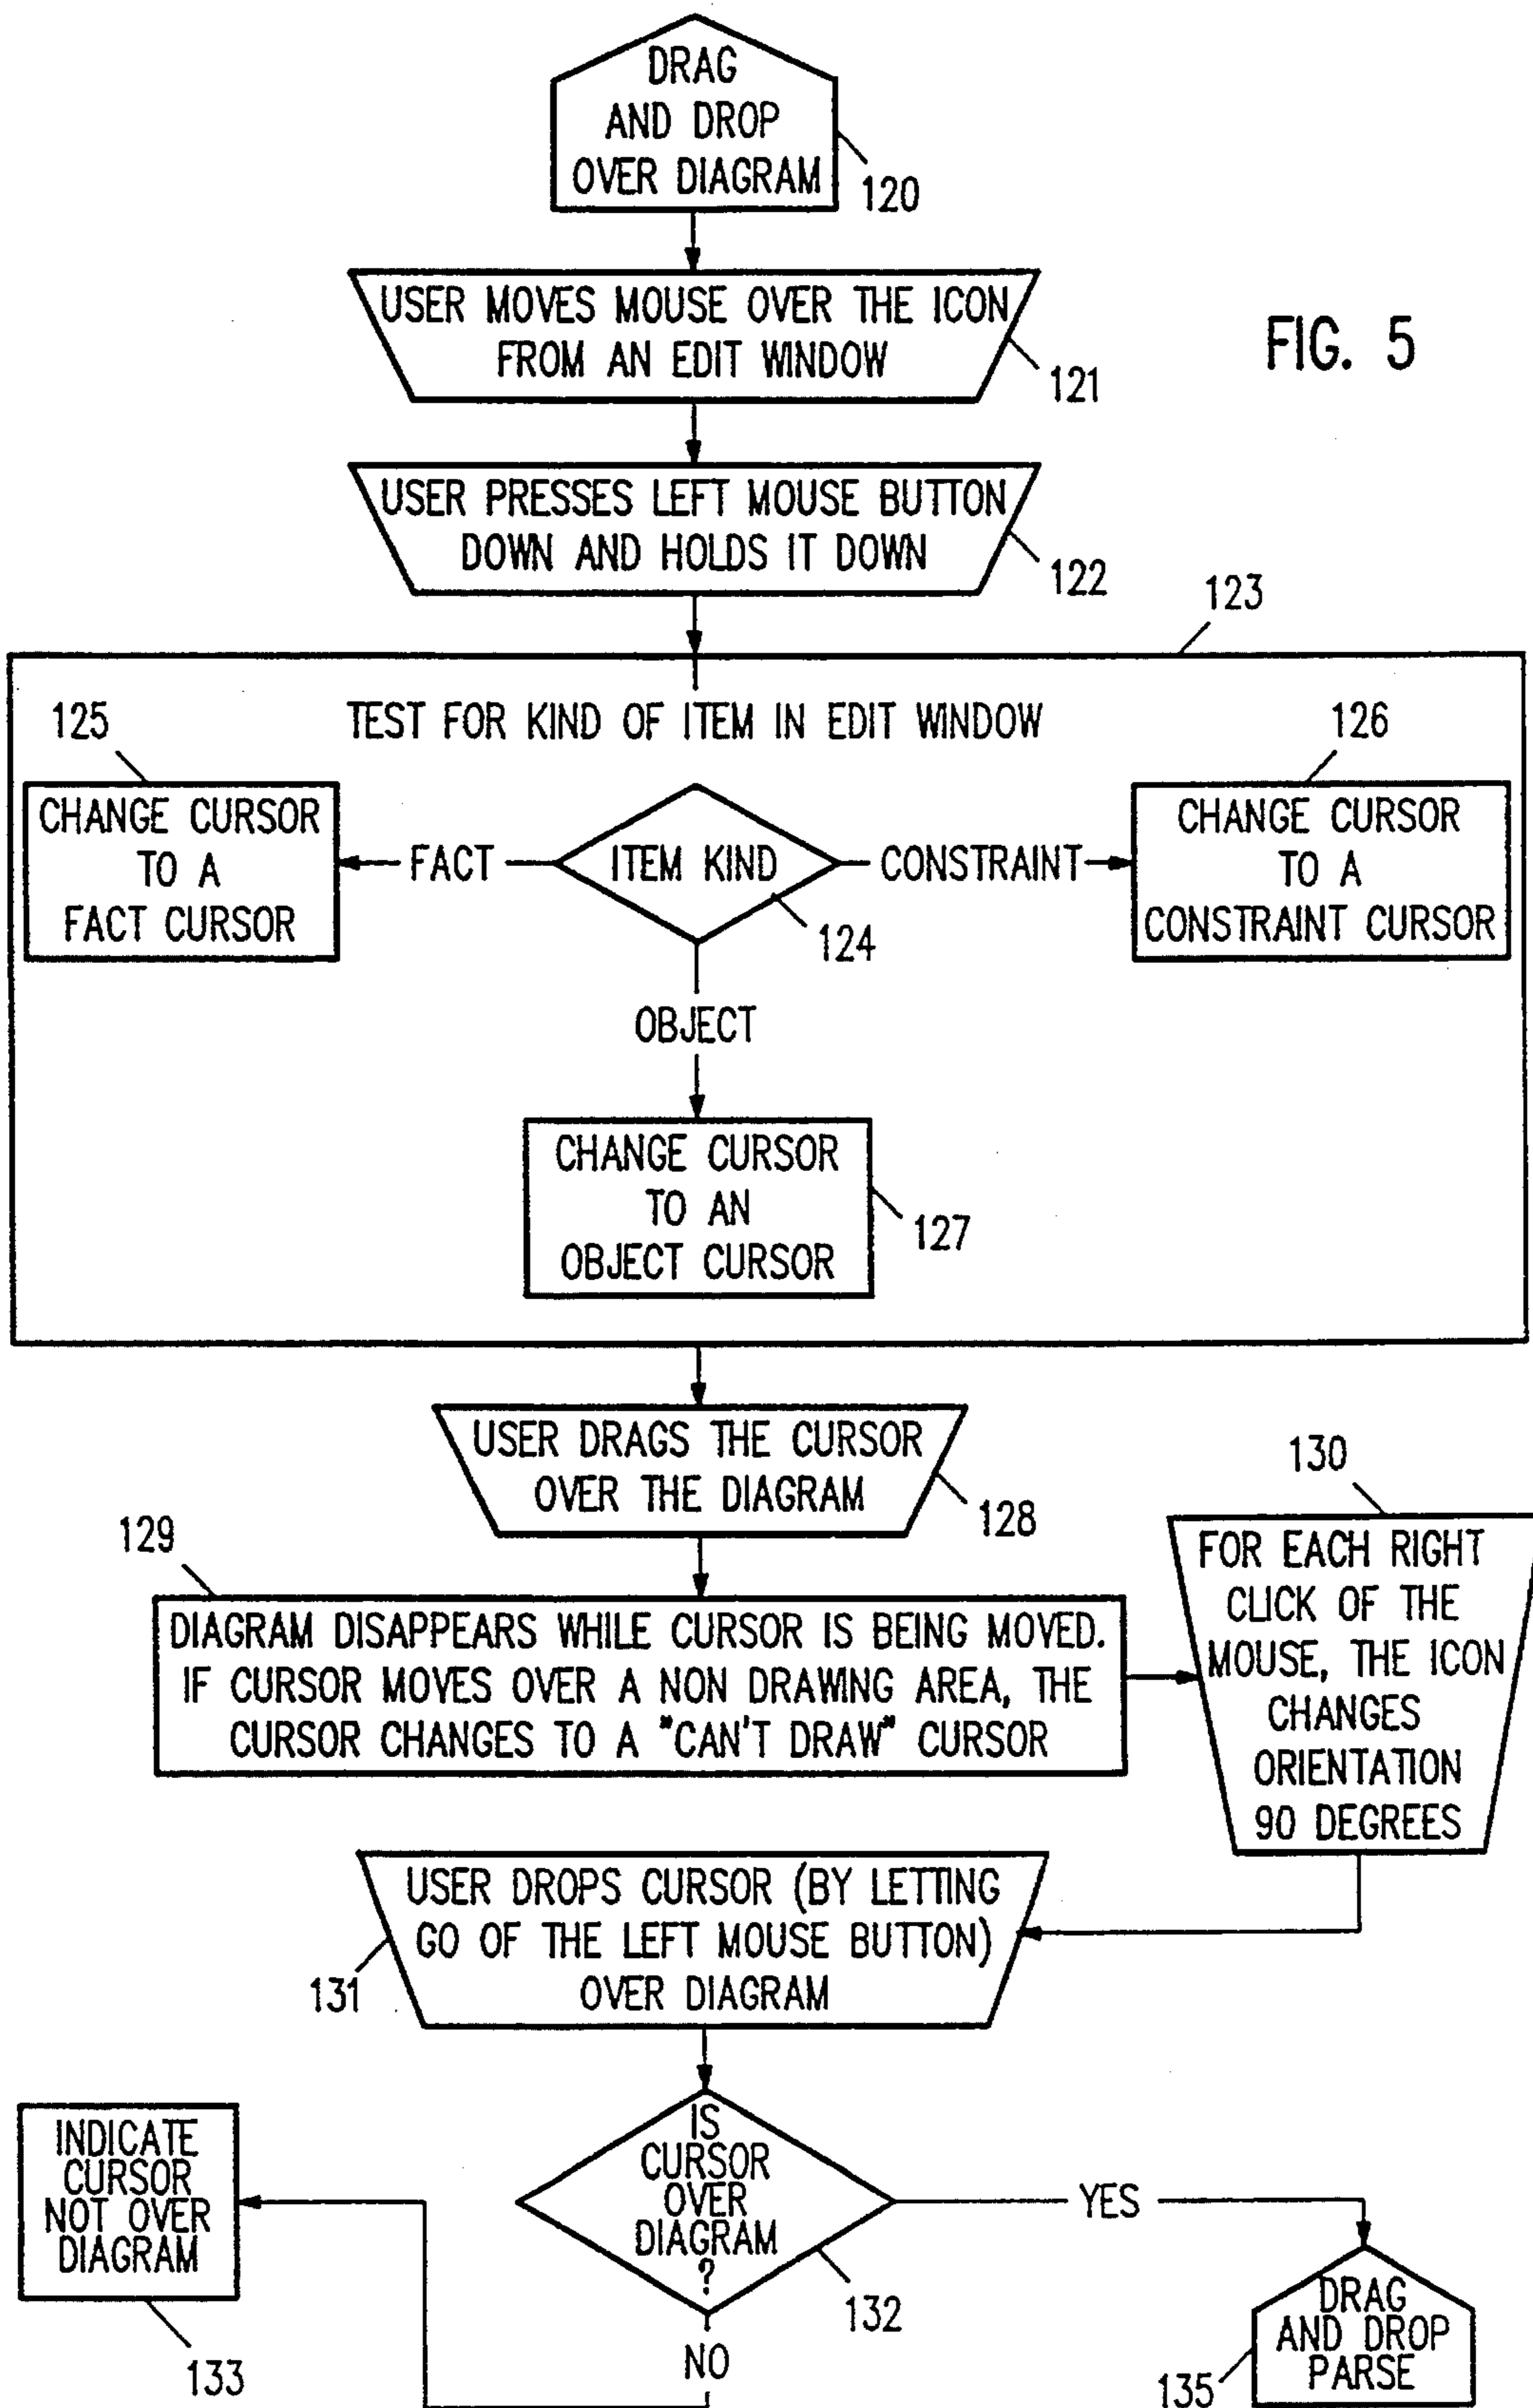 DRAG
AND DROP
OVER DIAGRAM
120
USER MOVES MOUSE OVER THE ICON
FROM AN EDIT WINDOW
121
FIG. 5
USER PRESSES LEFT MOUSE BUTTON
DOWN AND HOLDS IT DOWN
122
123
TEST FOR KIND OF ITEM IN EDIT WINDOW
125
CHANGE CURSOR
TO A
FACT CURSOR
FACT
ITEM KIND
124
CONSTRAINT
126
CHANGE CURSOR
TO A
CONSTRAINT CURSOR
OBJECT
CHANGE CURSOR
TO AN
OBJECT CURSOR
127
USER DRAGS THE CURSOR
OVER THE DIAGRAM
128
129
DIAGRAM DISAPPEARS WHILE CURSOR IS BEING MOVED.
IF CURSOR MOVES OVER A NON DRAWING AREA, THE
CURSOR CHANGES TO A "CAN'T DRAW" CURSOR
130
FOR EACH RIGHT
CLICK OF THE
MOUSE, THE ICON
CHANGES
ORIENTATION
90 DEGREES
USER DROPS CURSOR (BY LETTING
GO OF THE LEFT MOUSE BUTTON)
OVER DIAGRAM
131
IS
CURSOR
OVER
DIAGRAM
?
132
YES
NO
INDICATE
CURSOR
NOT OVER
DIAGRAM
133
DRAG
AND DROP
PARSE
135